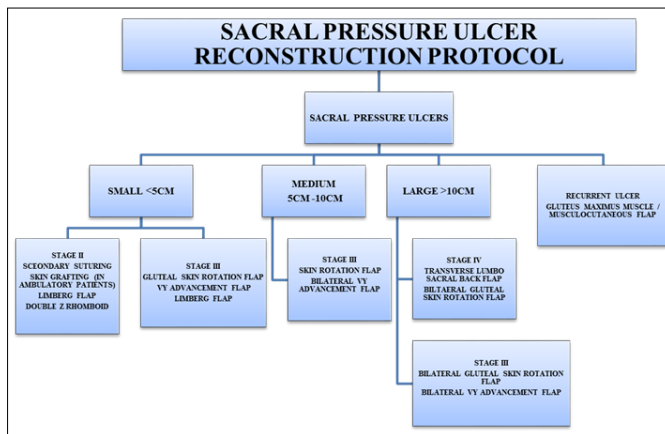 SACRAL PRESSURE ULCER
RECONSTRUCTION PROTOCOL
SACRAL PRESSURE ULCERS
SMALL <5CM
MEDIUM
5CM -10CM
LARGE >10CM
RECURRENT ULCER
GLUTEUS MAXIMUS MUSCLE /
MUSCULOCUTANEOUS FLAP
STAGE II
SCEONDARY SUTURING
SKIN GRAFTING (IN
AMBULATORY PATIENTS)
LIMBERG FLAP
DOUBLE Z RHOMBOID
STAGE III
GLUTEAL SKIN ROTATION FLAP
VY ADVANCEMENT FLAP
LIMBERG FLAP
STAGE III
SKIN ROTATION FLAP
BILATERAL VY
ADVANCEMENT FLAP
STAGE IV
TRANSVERSE LUMBO
SACRAL BACK FLAP
BILTAERAL GLUTEAL
SKIN ROTATION FLAP
STAGE III
BILATERAL GLUTEAL SKIN ROTATION
FLAP
BILATERAL VY ADVANCEMENT FLAP